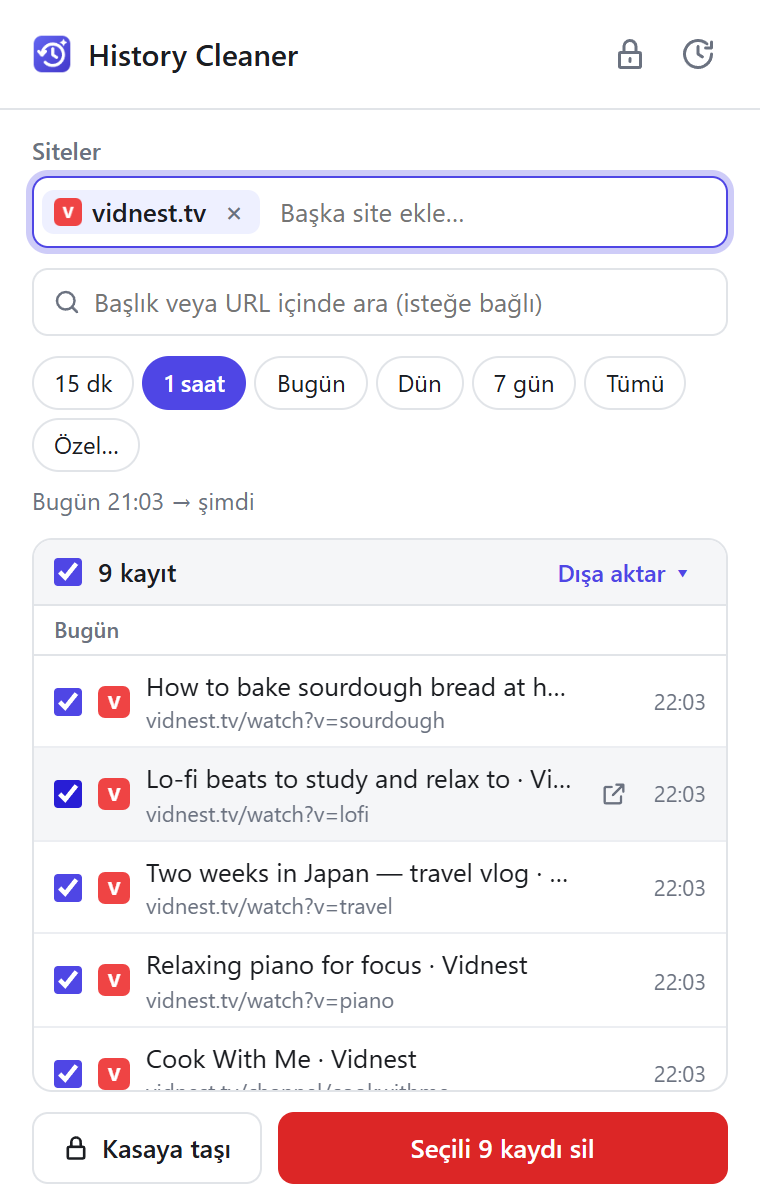 History Cleaner
Siteler
V vidnest.tv × Başka site ekle...
Başlık veya URL içinde ara (isteğe bağlı)
15 dk 1 saat Bugün Dün 7 gün Tümü
Özel...
Bugün 21:03 → şimdi
9 kayıt Dışa aktar ▼
Bugün
V How to bake sourdough bread at h... 22:03
vidnest.tv/watch?v=sourdough
V Lo-fi beats to study and relax to · Vi... 22:03
vidnest.tv/watch?v=lofi
V Two weeks in Japan — travel vlog · ... 22:03
vidnest.tv/watch?v=travel
V Relaxing piano for focus · Vidnest 22:03
vidnest.tv/watch?v=piano
V Cook With Me · Vidnest 22:03
Kasaya taşı Seçili 9 kaydı sil